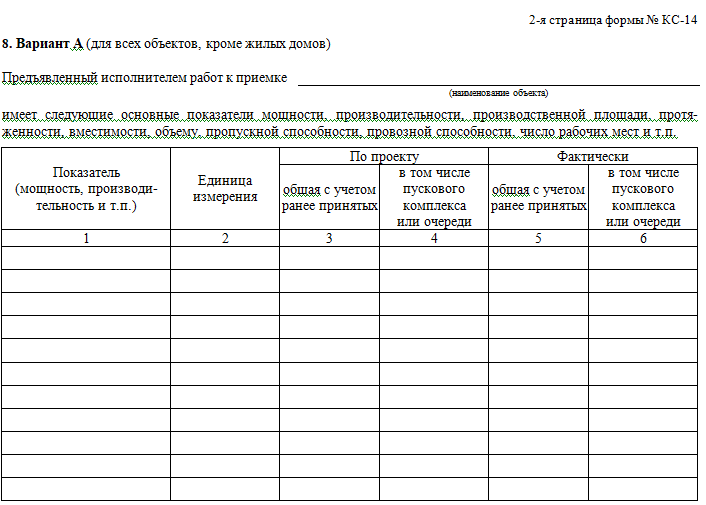 2-я страница формы № КС-14
8. Вариант А (для всех объектов, кроме жилых домов)
Предъявленный исполнителем работ к приемке
(наименование объекта)
имеет следующие основные показатели мощности, производительности, производственной площади, протя-
женности, вместимости, объему, пропускной способности, провозной способности, число рабочих мест и т.п.
Показатель
(мощность, производи-
тельность и т.п.)
Единица
измерения
По проекту
Фактически
общая с учетом
ранее принятых
в том числе
пускового
комплекса
или очереди
общая с учетом
ранее принятых
в том числе
пускового
комплекса
или очереди
1 2 3 4 5 6